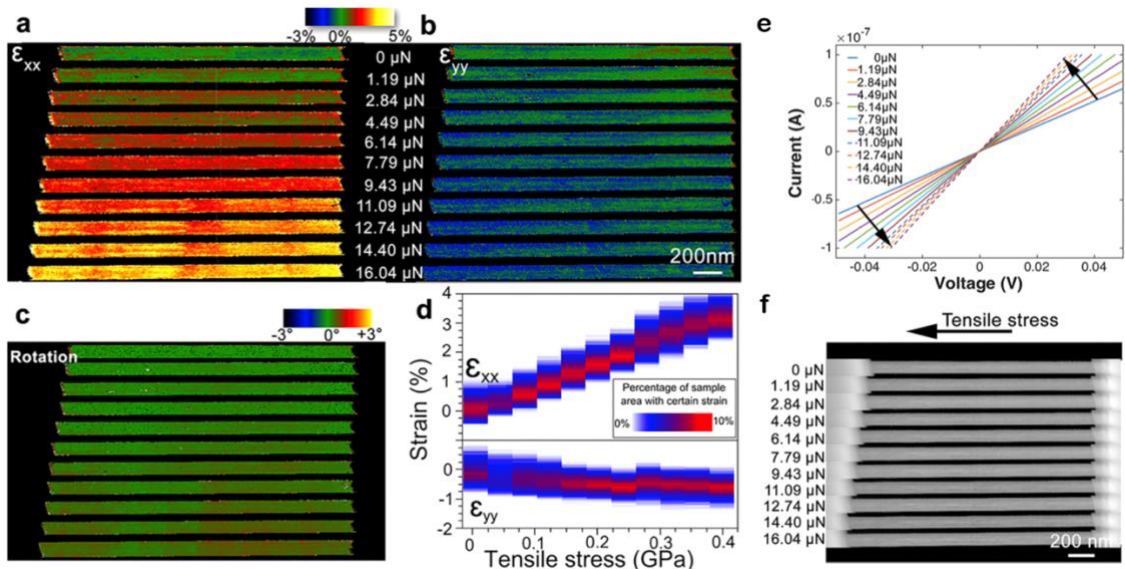 a
-3% 0% 5%
εxx
b
εyy
0 μN
1.19 μN
2.84 μN
4.49 μN
6.14 μN
7.79 μN
9.43 μN
11.09 μN
12.74 μN
14.40 μN
16.04 μN
200nm
c
-3° 0° +3°
Rotation
d
4
3
2
1
0
0
-1
-2
Strain (%)
εxx
εyy
Percentage of sample
area with certain strain
0% 10%
0 0.1 0.2 0.3 0.4
Tensile stress (GPa)
e
×10⁻⁷
1
0.5
0
-0.5
-1
Current (A)
0μN
1.19μN
2.84μN
4.49μN
6.14μN
7.79μN
9.43μN
11.09μN
12.74μN
14.40μN
16.04μN
-0.04 -0.02 0 0.02 0.04
Voltage (V)
f
Tensile stress
0 μN
1.19 μN
2.84 μN
4.49 μN
6.14 μN
7.79 μN
9.43 μN
11.09 μN
12.74 μN
14.40 μN
16.04 μN
200 nm